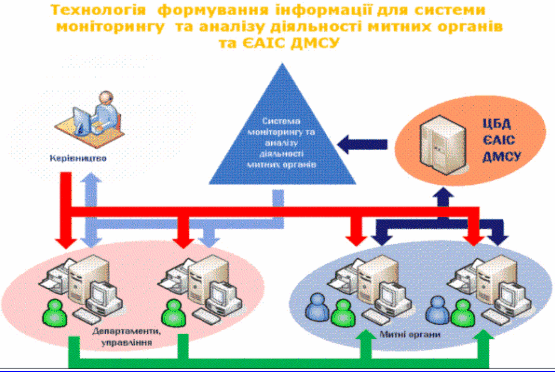 Технологія формування інформації для системи
моніторингу та аналізу діяльності митних органів
та ЄАІС ДМСУ
Керівництво
Система
моніторингу та
аналізу
діяльності
митних органів
ЦБД
ЄАІС
ДМСУ
Департаменти,
управління
Митні органи